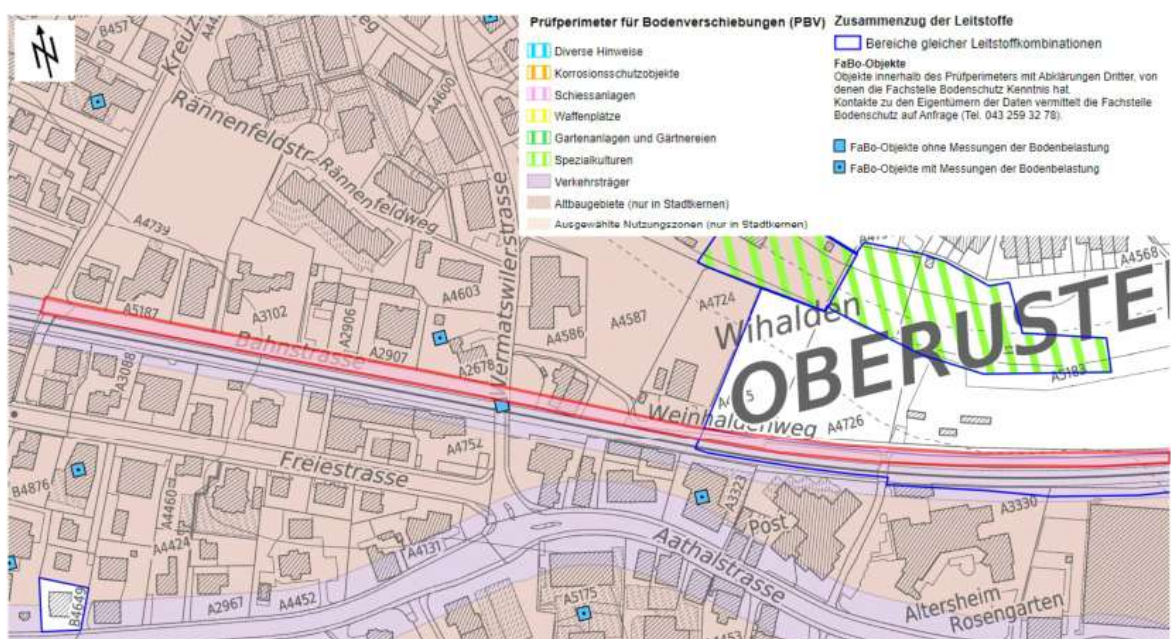 N
Prüfperimeter für Bodenverschiebungen (PBV)
Diverse Hinweise
Korrosionsschutzobjekte
Schiessanlagen
Waffenplätze
Gartenanlagen und Gärtnereien
Spezialkulturen
Verkehrsträger
Altbaugebiete (nur in Stadtkernen)
Ausgewählte Nutzungszonen (nur in Stadtkernen)
Zusammenzug der Leitstoffe
Bereiche gleicher Leitstoffkombinationen
FaBo-Objekte
Objekte innerhalb des Prüfperimeters mit Abklärungen Dritter, von
denen die Fachstelle Bodenschutz Kenntnis hat.
Kontakte zu den Eigentümern der Daten vermittelt die Fachstelle
Bodenschutz auf Anfrage (Tel. 043 259 32 78).
FaBo-Objekte ohne Messungen der Bodenbelastung
FaBo-Objekte mit Messungen der Bodenbelastung
B457
A4600
Rännenfeldstr.
Rännenfeldweg
A4739
Vermatswilerstrasse
A4568
A5187
A3102
A2906
A4603
A2907
A2678
A4586
A4587
A4724
Wihalden
OBERUSTE
A5183
Bahnstrasse
A3088
Weinhaldenweg
A4726
A4752
Freiestrasse
B4876
A4460
A4424
A4131
A3323
Post
A3330
Aathalstrasse
B4649
A2967
A4452
A5175
A4453
Altersheim
Rosengarten